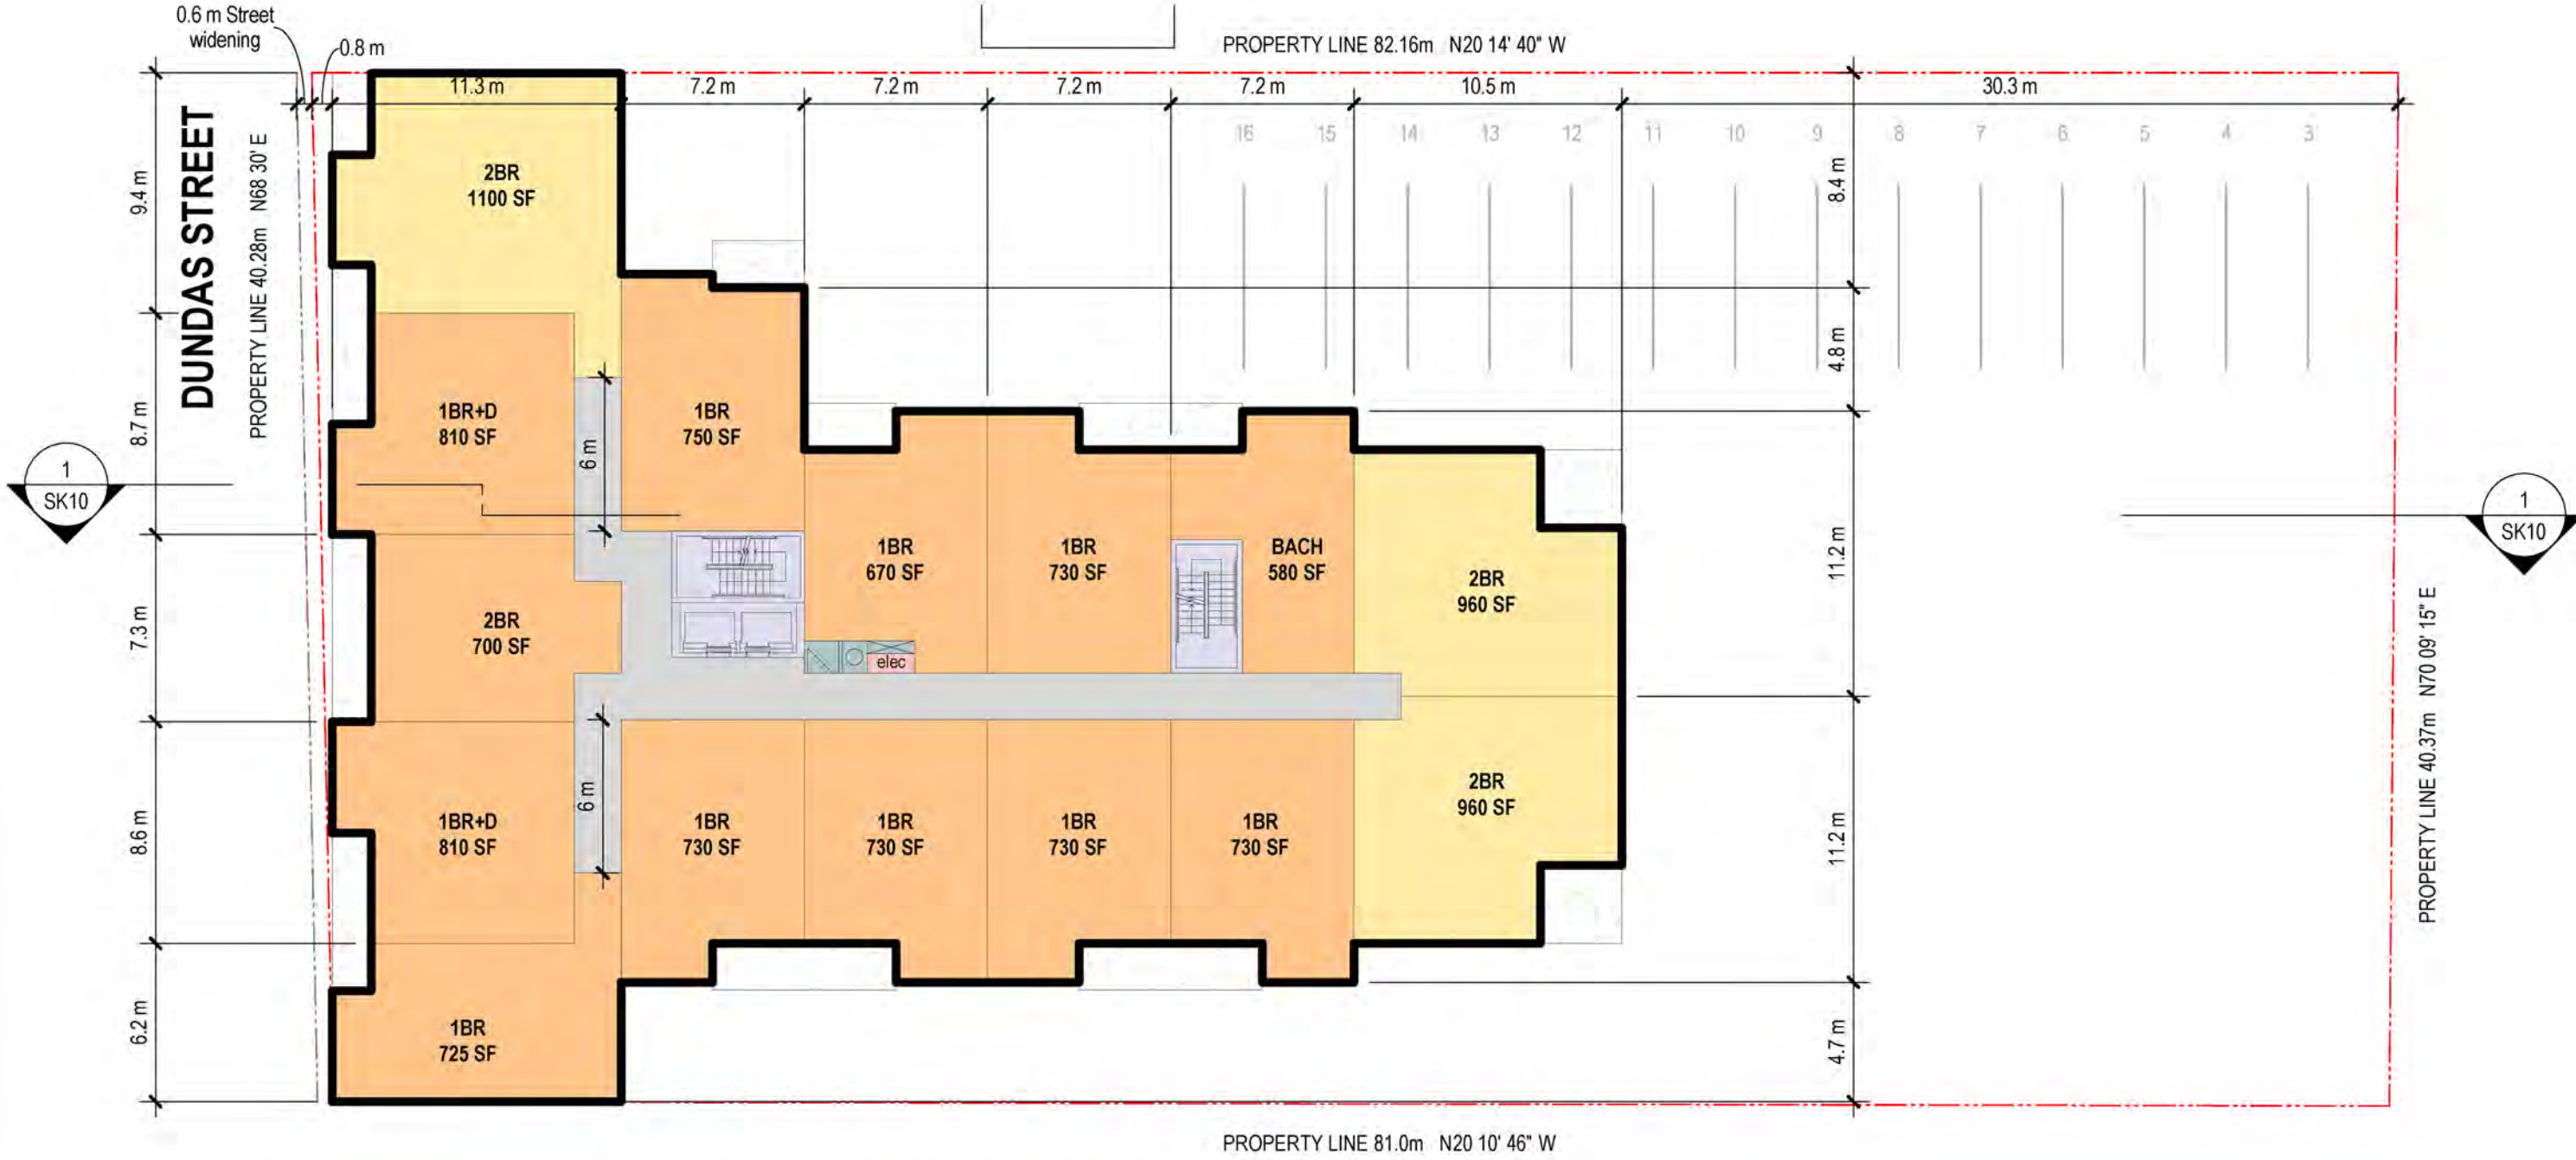 0.6 m Street
widening
0.8 m
PROPERTY LINE 82.16m N20 14' 40" W
11.3 m
7.2 m
7.2 m
7.2 m
7.2 m
10.5 m
30.3 m
16
15
14
13
12
11
10
9
8
7
6
5
4
3
DUNDAS STREET
PROPERTY LINE 40.28m N68 30' E
9.4 m
8.7 m
7.3 m
8.6 m
6.2 m
2BR
1100 SF
1BR+D
810 SF
6 m
1BR
750 SF
1
SK10
1
SK10
2BR
700 SF
1BR
670 SF
1BR
730 SF
BACH
580 SF
2BR
960 SF
elec
1BR+D
810 SF
6 m
1BR
730 SF
1BR
730 SF
1BR
730 SF
1BR
730 SF
2BR
960 SF
1BR
725 SF
8.4 m
4.8 m
11.2 m
11.2 m
4.7 m
PROPERTY LINE 40.37m N70 09' 15" E
PROPERTY LINE 81.0m N20 10' 46" W